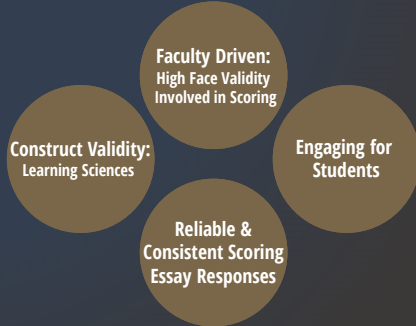 Faculty Driven:
High Face Validity
Involved in Scoring
Construct Validity:
Learning Sciences
Engaging for
Students
Reliable &
Consistent Scoring
Essay Responses